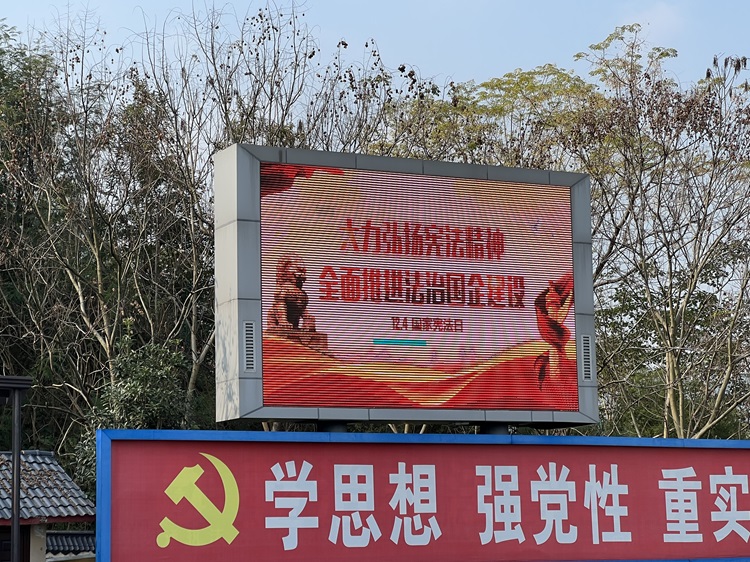 大力弘扬宪法精神
全面推进法治国企建设
12.4 国家宪法日
学思想 强党性 重实